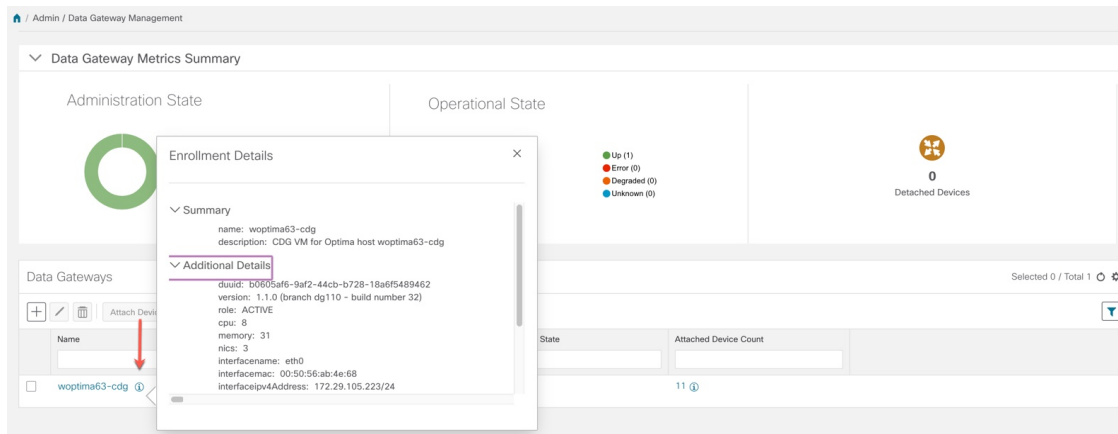 / Admin / Data Gateway Management
Data Gateway Metrics Summary
Administration State
Operational State
Enrollment Details
Summary
name: woptima63-cdg
description: CDG VM for Optima host woptima63-cdg
Additional Details
duuid: b0605af6-9af2-44cb-b728-18a6f5489462
version: 1.1.0 (branch dg110 - build number 32)
role: ACTIVE
cpu: 8
memory: 31
nics: 3
interfacename: eth0
interfacemac: 00:50:56:ab:4e:68
interfaceipv4Address: 172.29.105.223/24
Up (1)
Error (0)
Degraded (0)
Unknown (0)
0
Detached Devices
Data Gateways
Selected 0 / Total 1
Attach Devi
Name
State
Attached Device Count
woptima63-cdg
11